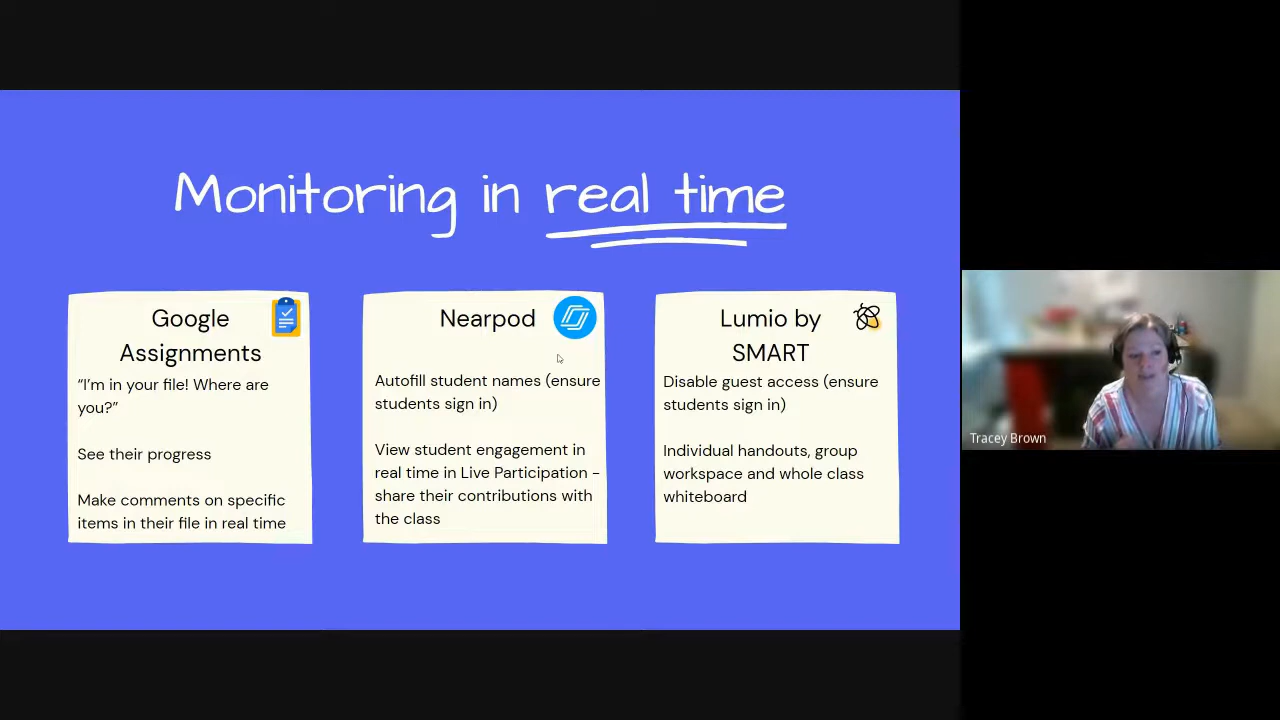 Monitoring in real time
Google
Assignments
“I’m in your file! Where are
you?”
See their progress
Make comments on specific
items in their file in real time
Nearpod
Autofill student names (ensure
students sign in)
View student engagement in
real time in Live Participation -
share their contributions with
the class
Lumio by
SMART
Disable guest access (ensure
students sign in)
Individual handouts, group
workspace and whole class
whiteboard
Tracey Brown